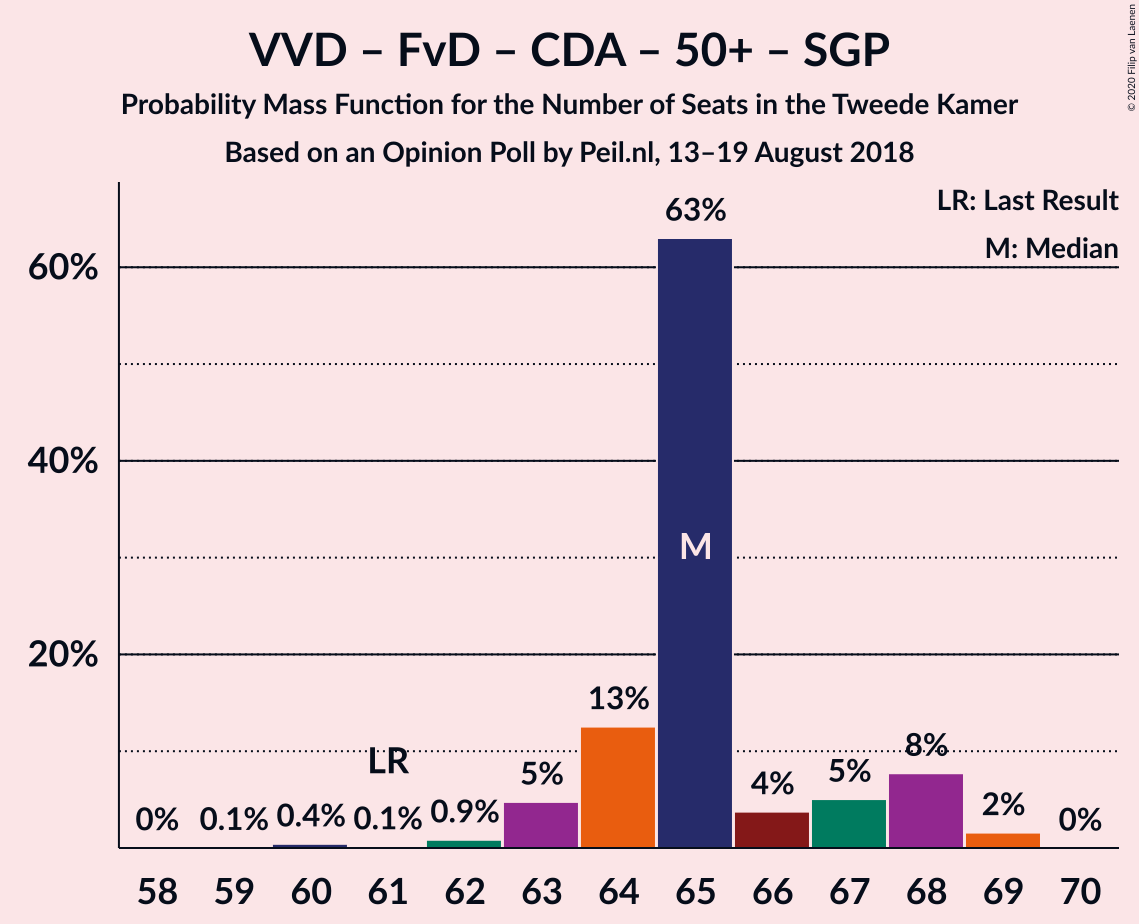 VVD – FvD – CDA – 50+ – SGP
Probability Mass Function for the Number of Seats in the Tweede Kamer
Based on an Opinion Poll by Peil.nl, 13–19 August 2018
© 2020 Filip van Laenen
LR: Last Result
M: Median
60%
40%
20%
0% 0.1% 0.4% 0.1% 0.9% 5% 13% 63% 4% 5% 8% 2% 0%
LR
M
58 59 60 61 62 63 64 65 66 67 68 69 70